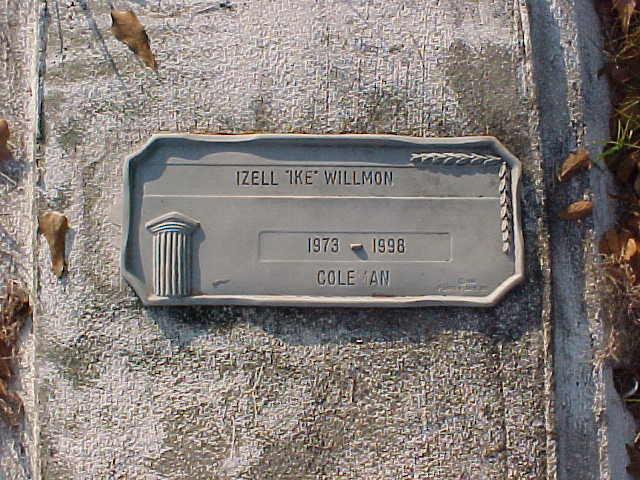 IZELL "IKE" WILLMON
1973 - 1998
COLE AN